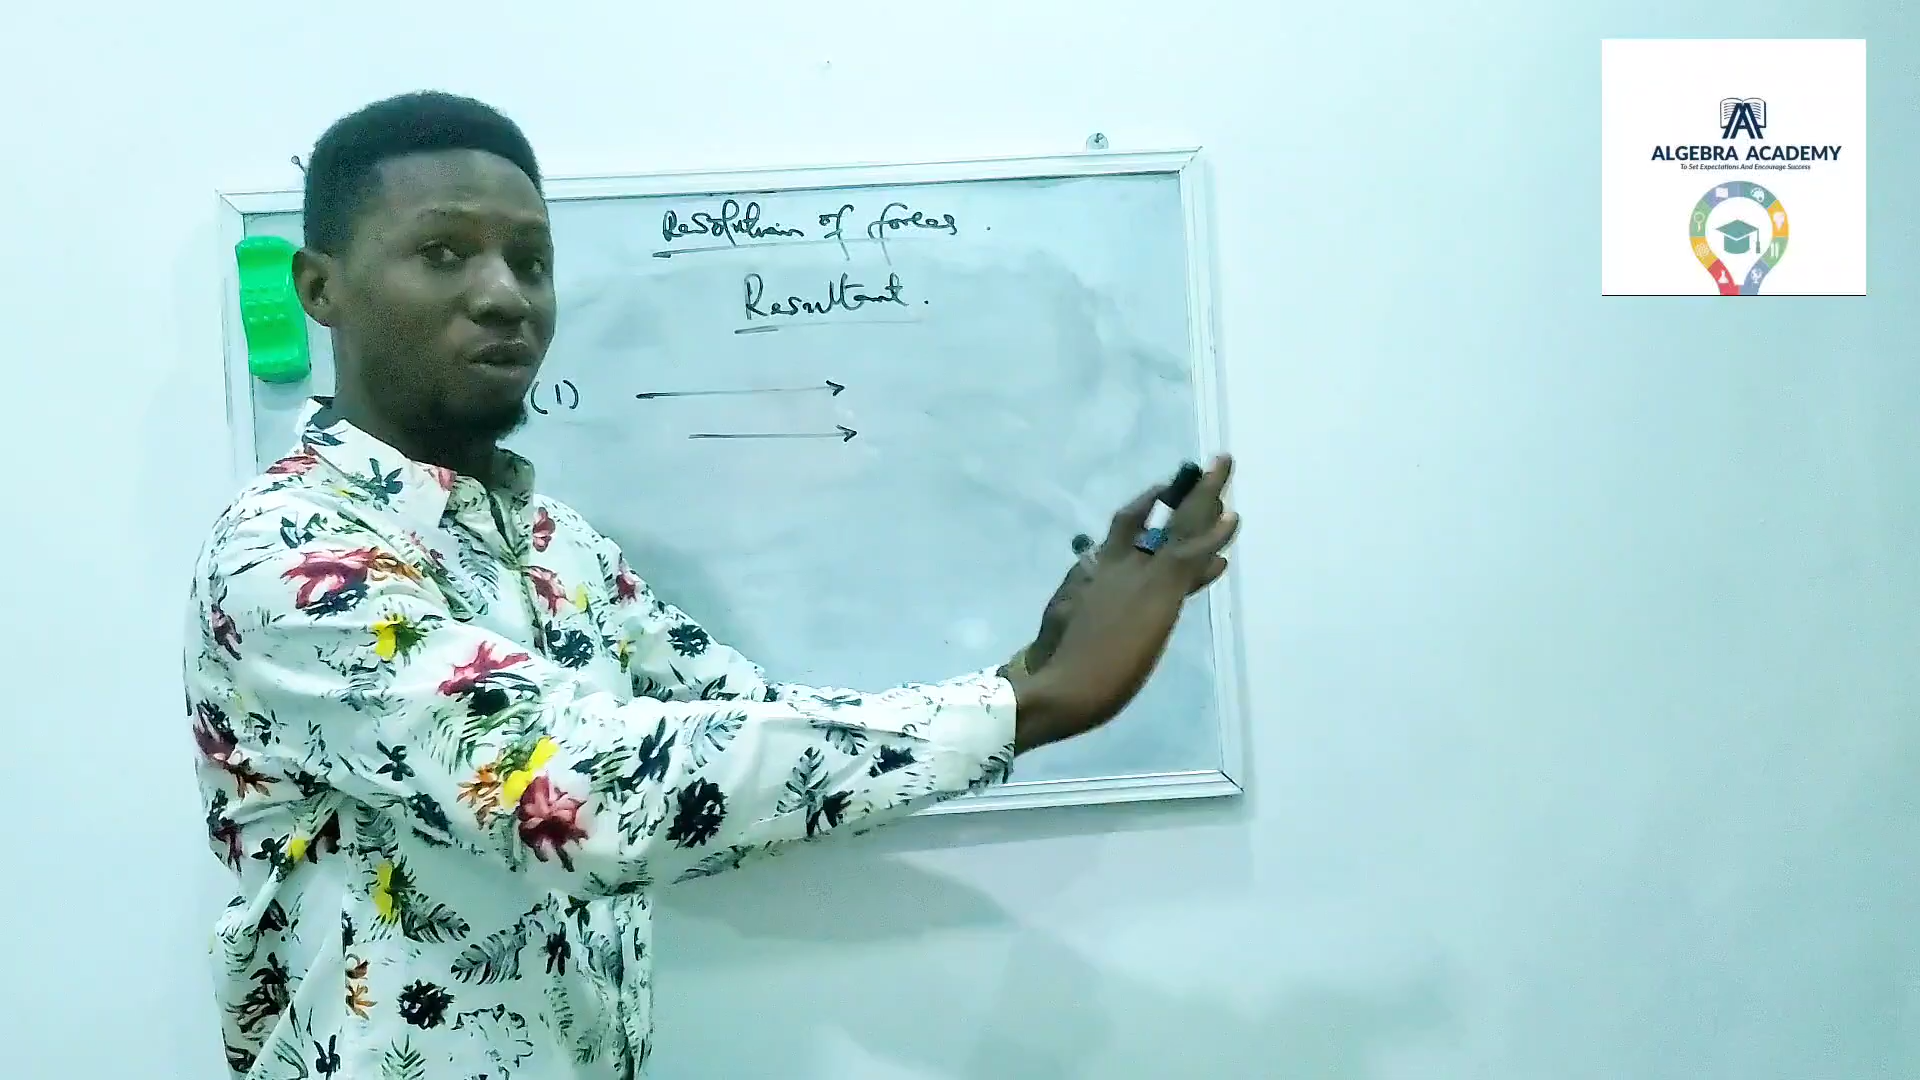 ALGEBRA ACADEMY
To Set Expectations And Encourage Success
Resolution of forces.
Resultant.
(1)